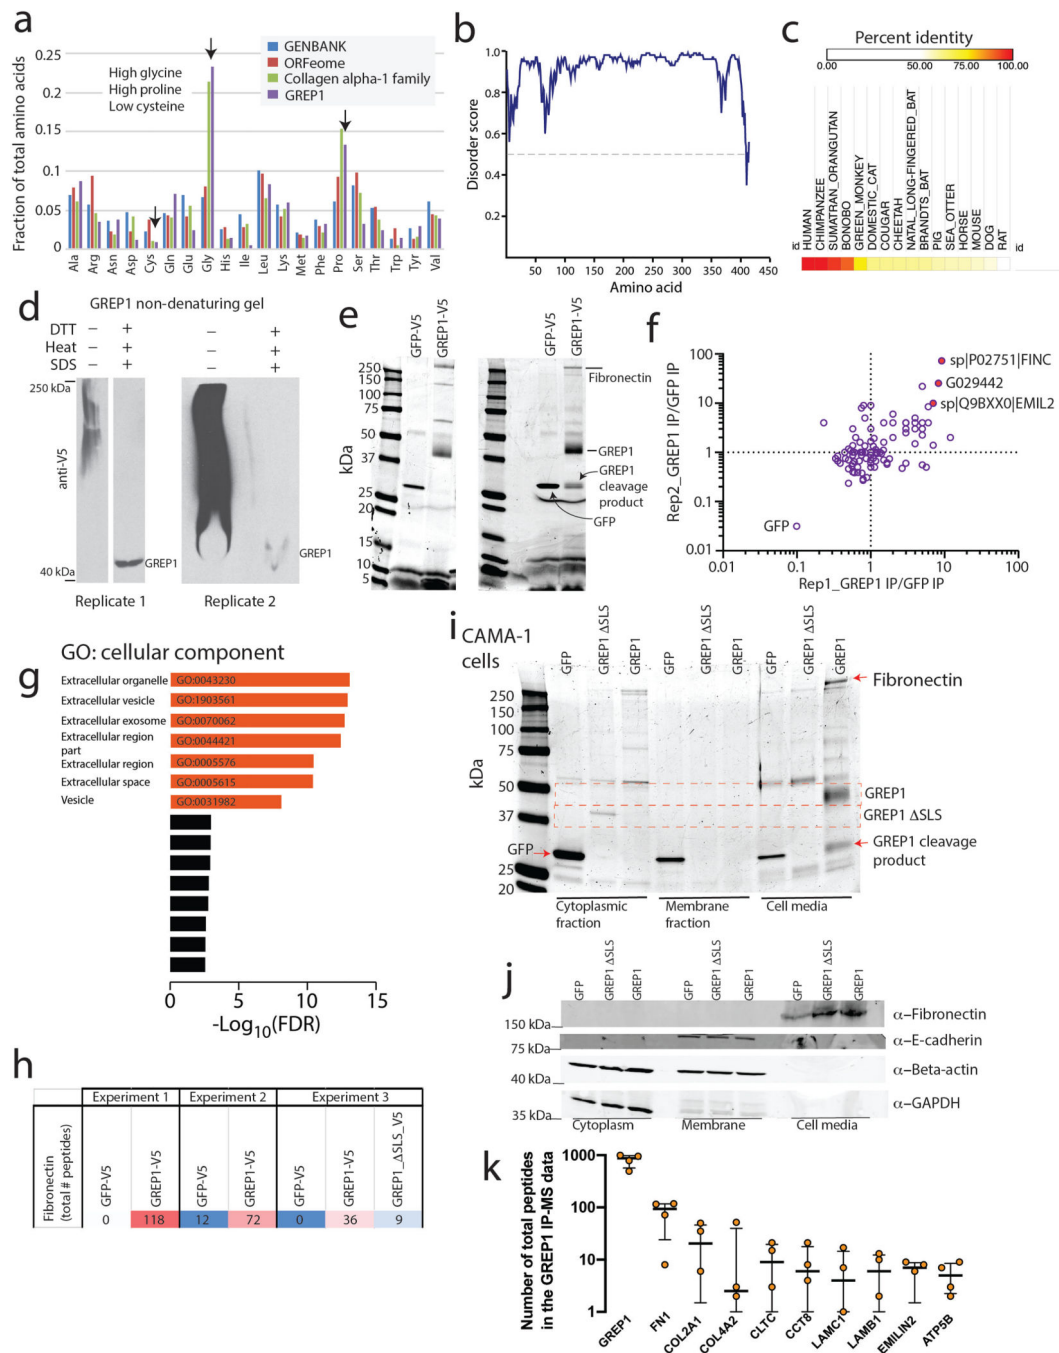 a
Fraction of total amino acids
0.25
0.2
0.15
0.1
0.05
0
High glycine
High proline
Low cysteine
GENBANK
ORFeome
Collagen alpha-1 family
GREP1
Ala Arg Asn Asp Cys Gln Glu Gly His Ile Leu Lys Met Phe Pro Ser Thr Trp Tyr Val
b
Disorder score
1.0
0.8
0.6
0.4
0.2
50 100 150 200 250 300 350 400 450
Amino acid
c
Percent identity
0.00 50.00 75.00 100.00
id
HUMAN
CHIMPANZEE
SUMATRAN_ORANGUTAN
BONOBO
GREEN_MONKEY
DOMESTIC_CAT
COUGAR
CHEETAH
NATAL_LONG-FINGERED_BAT
BRANDTS_BAT
PIG
SEA_OTTER
HORSE
MOUSE
DOG
RAT
id
d
GREP1 non-denaturing gel
DTT – + – +
Heat – + – +
SDS – + – +
250 kDa
anti-V5
40 kDa
GREP1
GREP1
Replicate 1
Replicate 2
e
GFP-V5
GREP1-V5
GFP-V5
GREP1-V5
kDa
250
150
100
75
50
37
25
20
15
10
5
250
150
100
75
50
37
25
20
15
10
5
Fibronectin
GREP1
GREP1
cleavage
product
GFP
f
Rep2_GREP1 IP/GFP IP
100
10
1
0.1
0.01
sp|P02751|FINC
G029442
sp|Q9BXX0|EMIL2
GFP
0.01 0.1 1 10 100
Rep1_GREP1 IP/GFP IP
g
GO: cellular component
Extracellular organelle GO:0043230
Extracellular vesicle GO:1903561
Extracellular exosome GO:0070062
Extracellular region
part GO:0044421
Extracellular region GO:0005576
Extracellular space GO:0005615
Vesicle GO:0031982
0 5 10 15
-Log10(FDR)
h
Experiment 1 Experiment 2 Experiment 3
Fibronectin
(total # peptides)
GFP-V5
GREP1-V5
GFP-V5
GREP1-V5
GFP-V5
GREP1-V5
GREP1_ΔSLS_V5
0 118 12 72 0 36 9
i
CAMA-1
cells
GFP
GREP1 ΔSLS
GREP1
GFP
GREP1 ΔSLS
GREP1
GFP
GREP1 ΔSLS
GREP1
kDa
250
150
100
75
50
37
25
20
GFP
Fibronectin
GREP1
GREP1 ΔSLS
GREP1 cleavage
product
Cytoplasmic
fraction
Membrane
fraction
Cell media
j
GFP
GREP1 ΔSLS
GREP1
GFP
GREP1 ΔSLS
GREP1
GFP
GREP1 ΔSLS
GREP1
150 kDa
75 kDa
40 kDa
35 kDa
α–Fibronectin
α–E-cadherin
α–Beta-actin
α–GAPDH
Cytoplasm
Membrane
Cell media
k
Number of total peptides
in the GREP1 IP-MS data
1000
100
10
1
GREP1 FN1 COL2A1 COL4A2 CLTC CCT8 LAMC1 LAMB1 EMILIN2 ATP5B